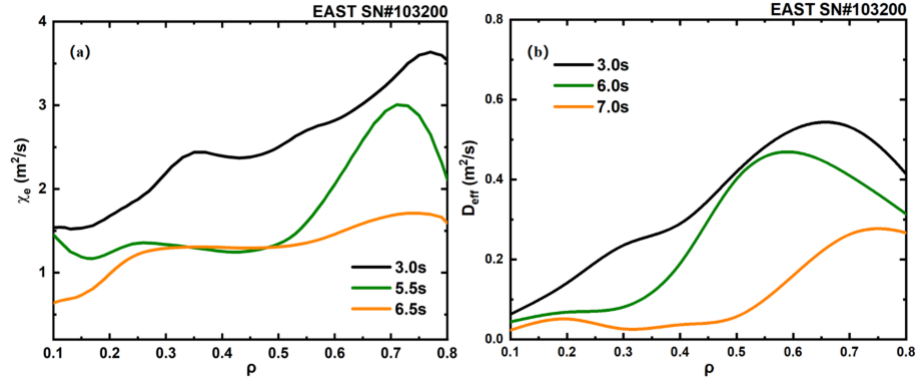 EAST SN#103200
(a)
χe (m²/s)
4
3
2
1
3.0s
5.5s
6.5s
0.1 0.2 0.3 0.4 0.5 0.6 0.7 0.8
ρ
EAST SN#103200
(b)
Deff (m²/s)
0.8
0.6
0.4
0.2
0.0
3.0s
6.0s
7.0s
0.1 0.2 0.3 0.4 0.5 0.6 0.7 0.8
ρ